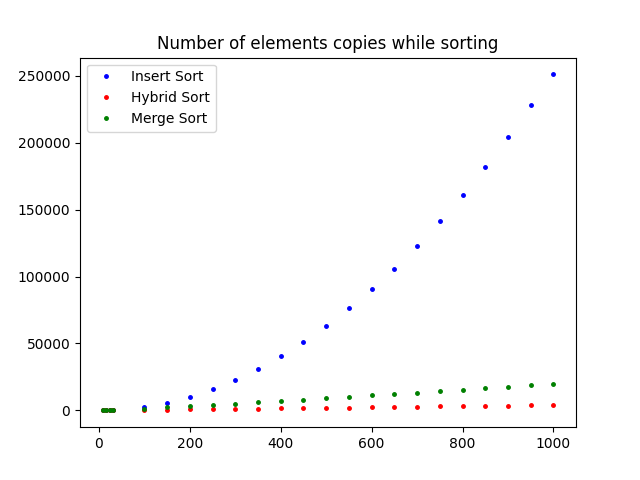 Number of elements copies while sorting
Insert Sort
Hybrid Sort
Merge Sort
250000
200000
150000
100000
50000
0
0 200 400 600 800 1000